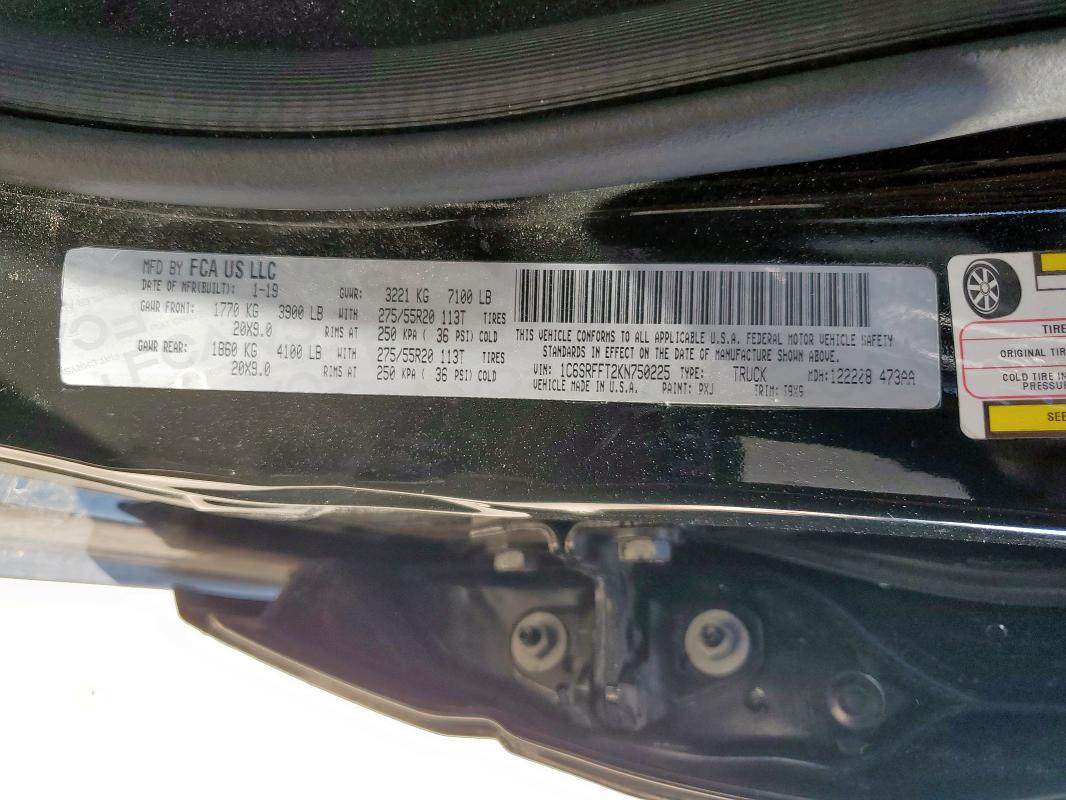 MFD BY FCA US LLC
DATE OF MFR(BUILT): 1-19 GVWR: 3221 KG 7100 LB
GAWR FRONT: 1770 KG 3900 LB WITH 275/55R20 113T TIRES
20X9.0 RIMS AT 250 KPA ( 36 PSI) COLD
GAWR REAR: 1860 KG 4100 LB WITH 275/55R20 113T TIRES
20X9.0 RIMS AT 250 KPA ( 36 PSI) COLD
THIS VEHICLE CONFORMS TO ALL APPLICABLE U.S.A. FEDERAL MOTOR VEHICLE SAFETY
STANDARDS IN EFFECT ON THE DATE OF MANUFACTURE SHOWN ABOVE.
VIN: 1C6SRFFT2KN750225 TYPE: TRUCK MDH: 122228 473AA
VEHICLE MADE IN U.S.A. PAINT: PXJ TRIM: T9X9
TIRE
ORIGINAL TI
COLD TIRE IN
PRESSUR
SEE